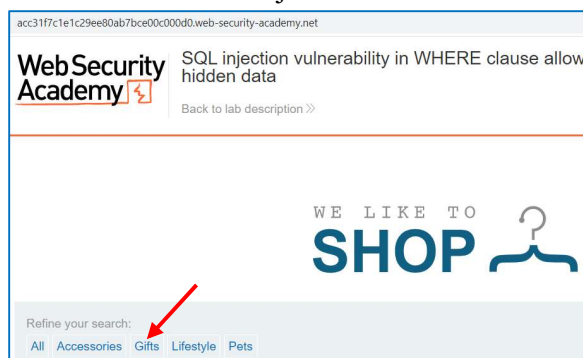 acc31f7c1e1c29ee80ab7bce00c000d0.web-security-academy.net
Web Security
Academy
SQL injection vulnerability in WHERE clause allow
hidden data
Back to lab description
WE LIKE TO
SHOP
Refine your search:
All Accessories Gifts Lifestyle Pets